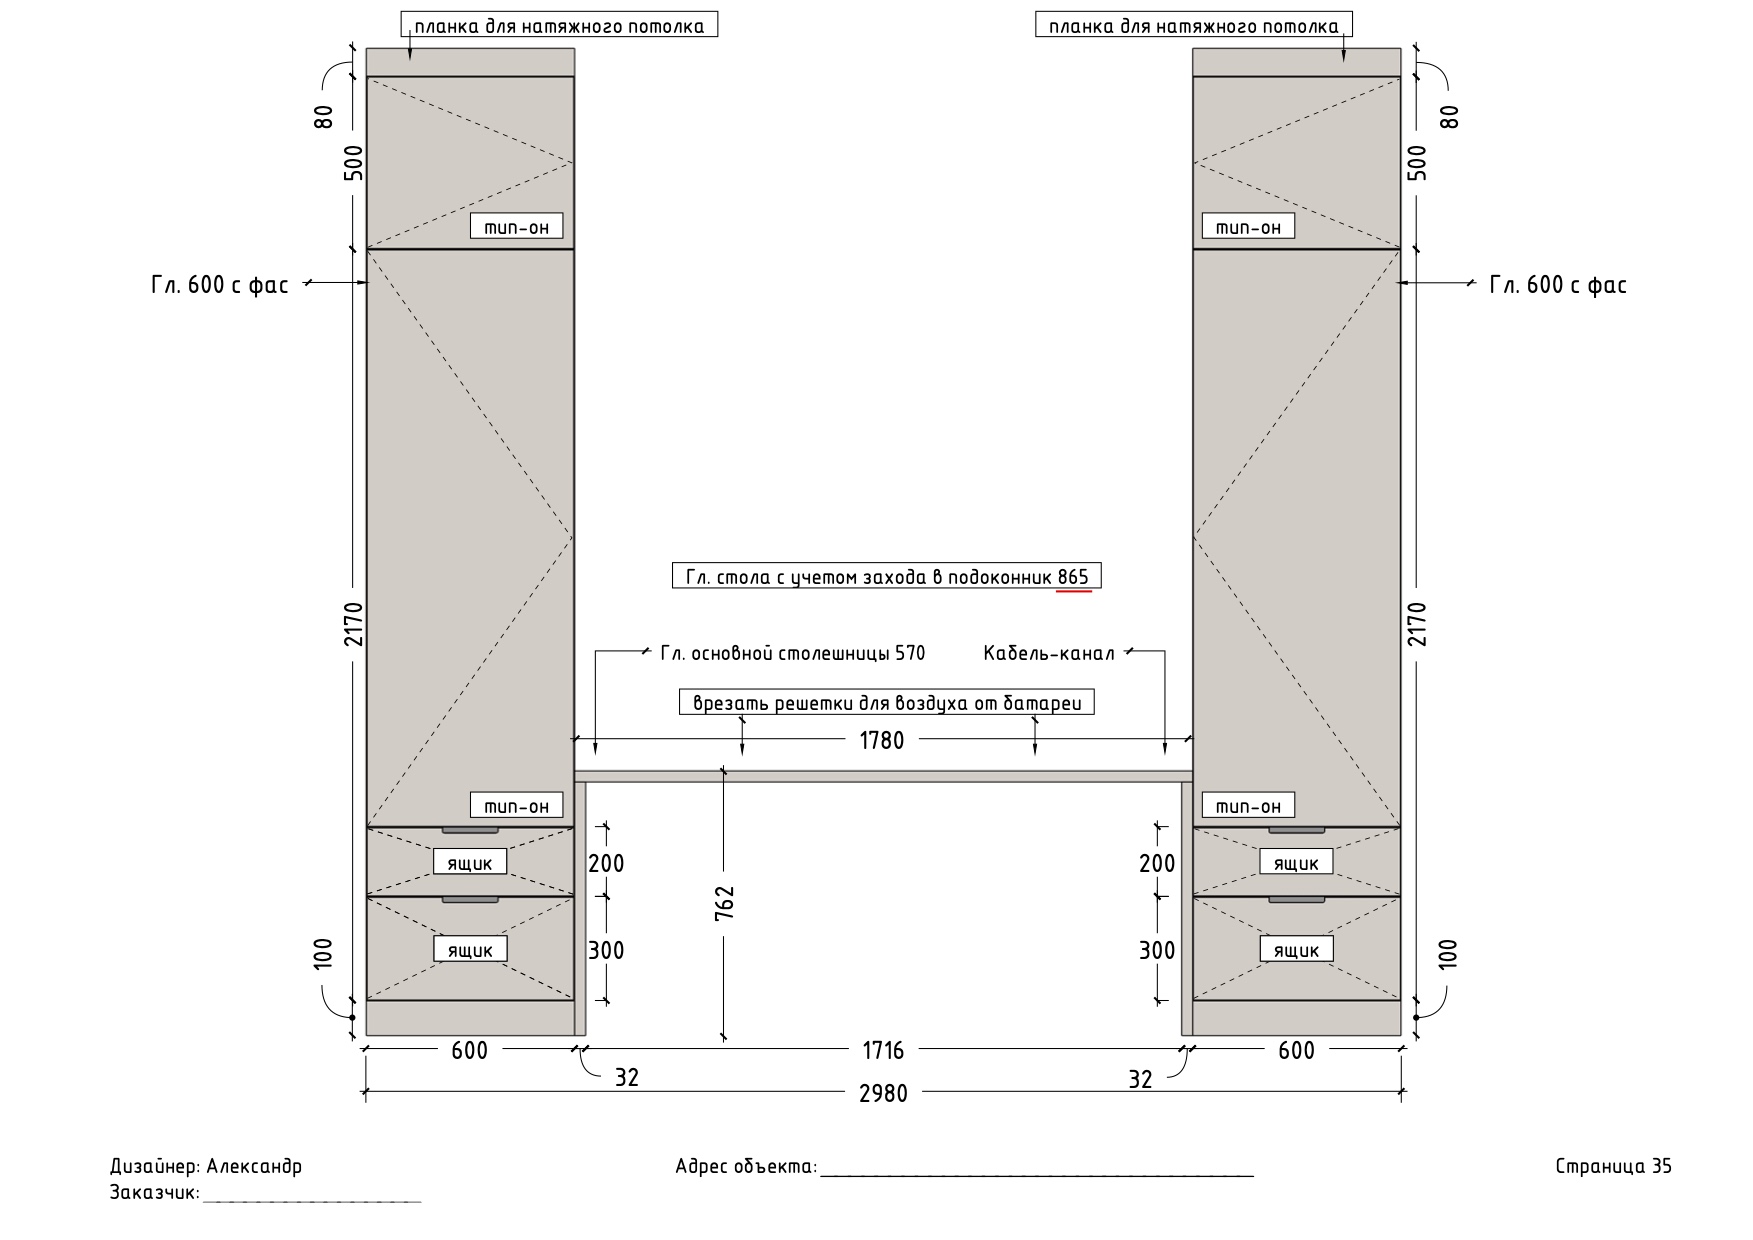 планка для натяжного потолка
планка для натяжного потолка
80
80
500
500
тип-он
тип-он
Гл. 600 с фас
Гл. 600 с фас
Гл. стола с учетом захода в подоконник 865
2170
2170
Гл. основной столешницы 570
Кабель-канал
врезать решетки для воздуха от батареи
1780
тип-он
тип-он
ящик
200
200
ящик
762
ящик
300
300
ящик
100
100
600
1716
600
32
32
2980
Дизайнер: Александр
Адрес объекта:
Страница 35
Заказчик: